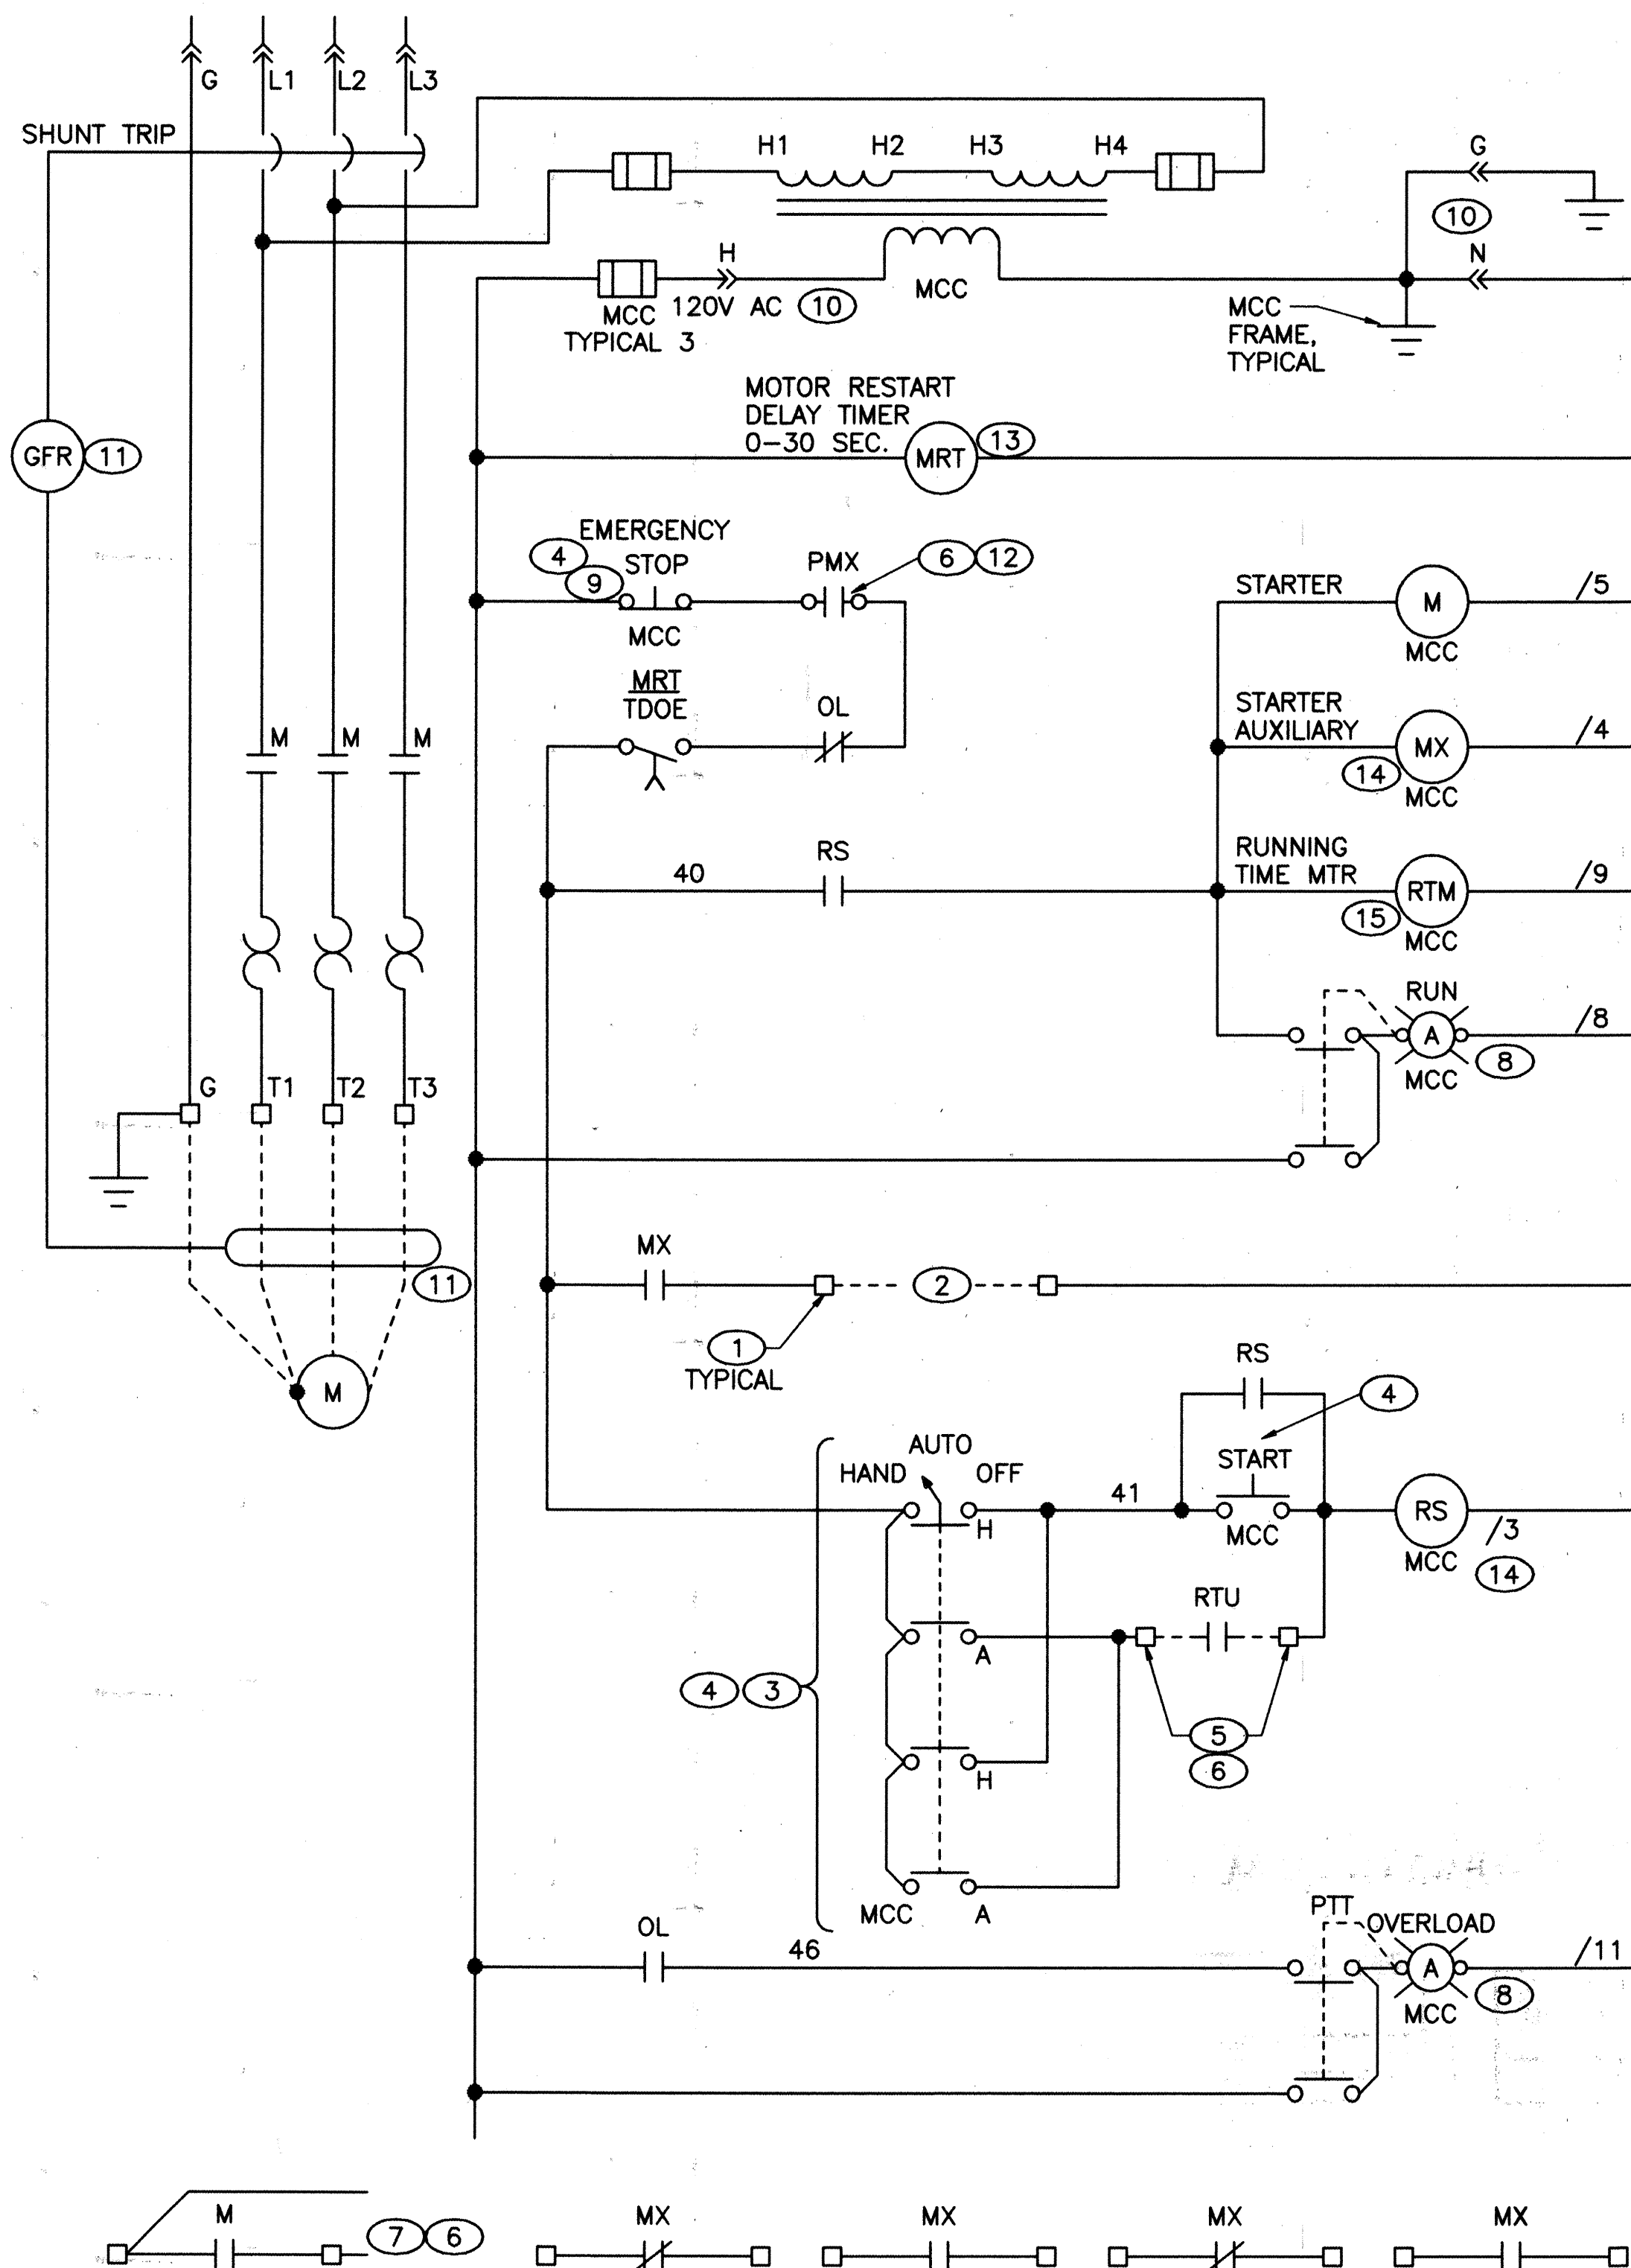 G L1 L2 L3
SHUNT TRIP
H1 H2 H3 H4
G
10
H
N
MCC
120V AC 10
MCC
TYPICAL 3
MCC
FRAME,
TYPICAL
MOTOR RESTART
DELAY TIMER
0-30 SEC.
MRT 13
GFR 11
EMERGENCY
STOP
4
9
PMX
6 12
MCC
STARTER
M
/5
MCC
MRT
TDOE
OL
STARTER
AUXILIARY
MX
/4
14
MCC
M M M
40
RS
RUNNING
TIME MTR
RTM
/9
15
MCC
RUN
A
/8
8
MCC
G T1 T2 T3
11
MX
2
1
TYPICAL
M
RS
4
AUTO
HAND OFF
START
41
H
MCC
RS
/3
MCC
14
RTU
A
4 3
5
6
H
MCC
A
OL
46
PTT
OVERLOAD
A
/11
8
MCC
M
7 6
MX MX MX MX